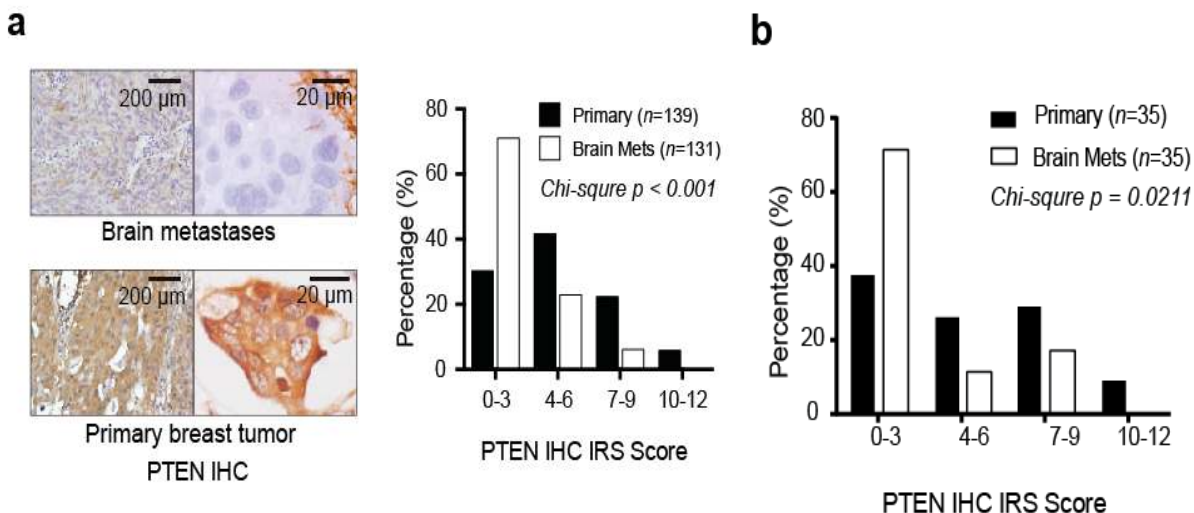 a
200 µm
20 µm
Brain metastases
200 µm
20 µm
Primary breast tumor
PTEN IHC
80
60
40
20
0
Percentage (%)
Primary (n=139)
Brain Mets (n=131)
Chi-squre p < 0.001
0-3 4-6 7-9 10-12
PTEN IHC IRS Score
b
80
60
40
20
0
Percentage (%)
Primary (n=35)
Brain Mets (n=35)
Chi-squre p = 0.0211
0-3 4-6 7-9 10-12
PTEN IHC IRS Score